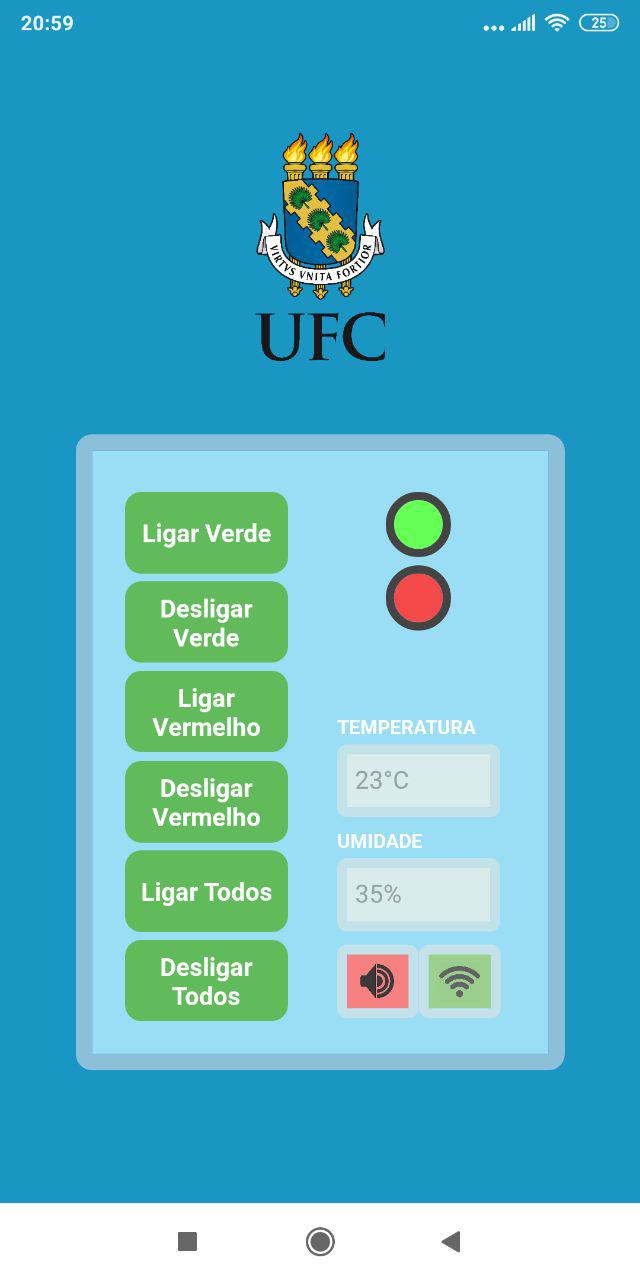 20:59
25
VIRTVS VNITA FORTIOR
UFC
Ligar Verde
Desligar
Verde
Ligar
Vermelho
Desligar
Vermelho
Ligar Todos
Desligar
Todos
TEMPERATURA
23°C
UMIDADE
35%